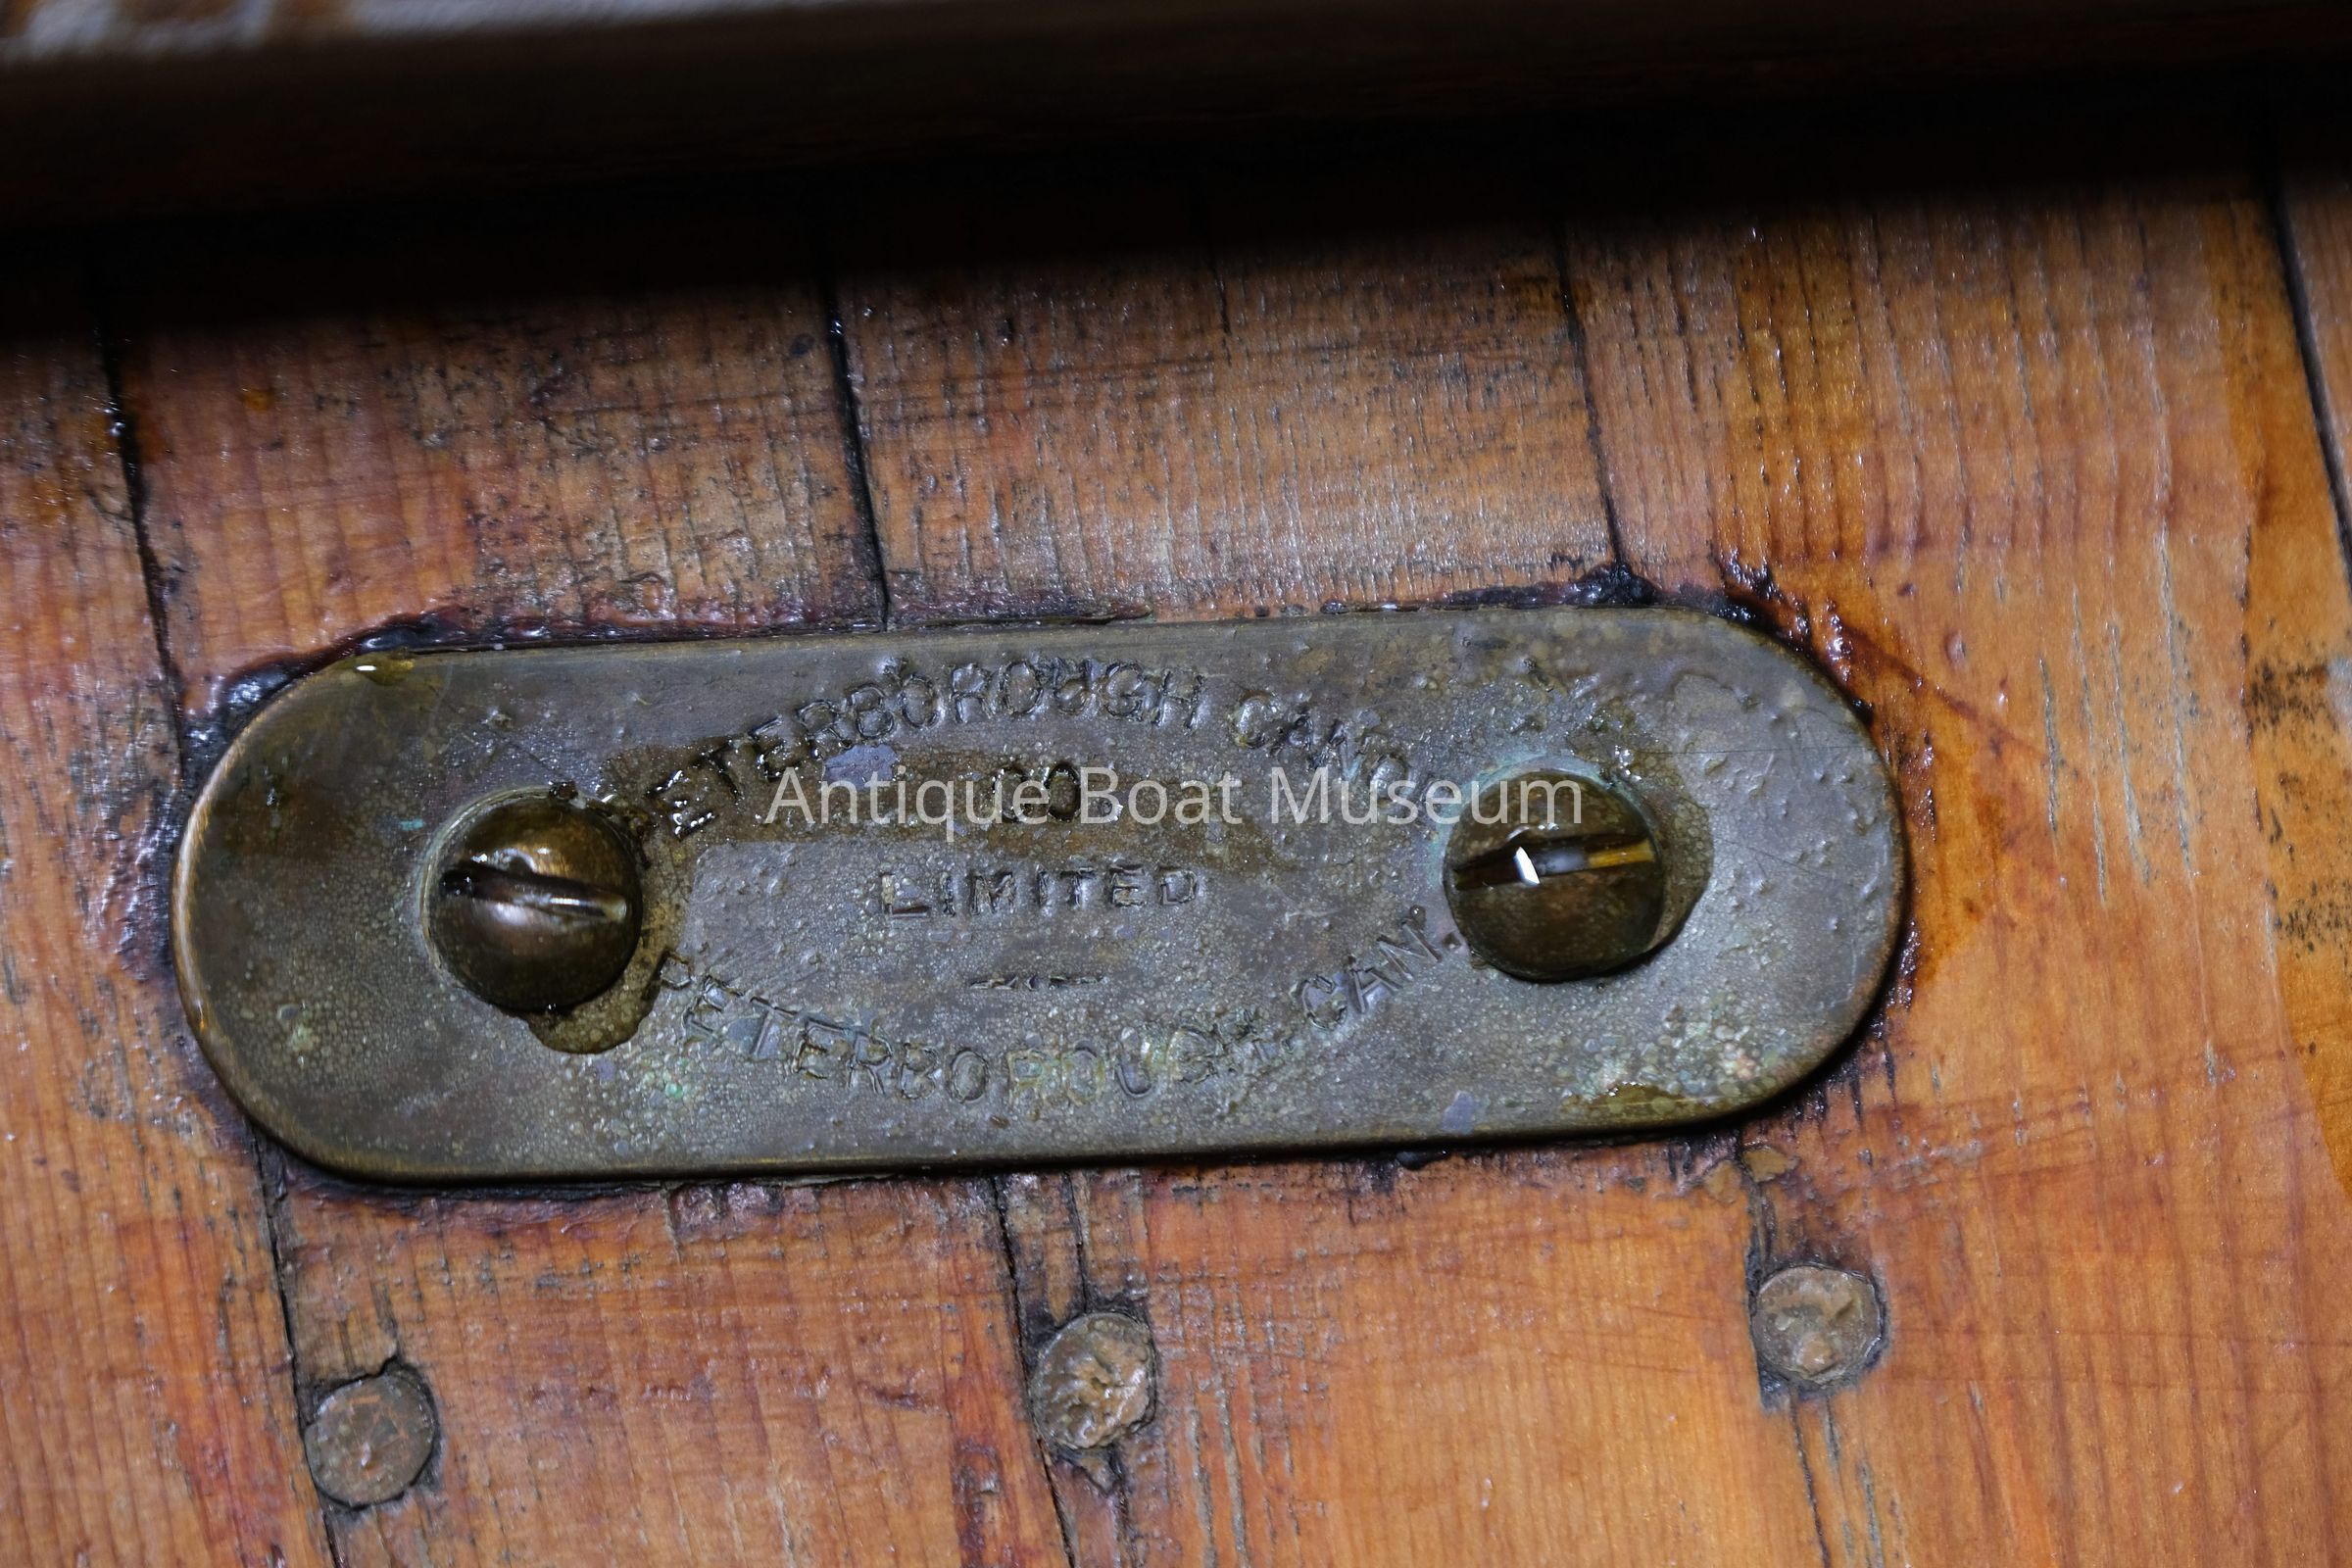 PETERBOROUGH CANOE
CO.
Antique Boat Museum
LIMITED
PETERBOROUGH, CAN.